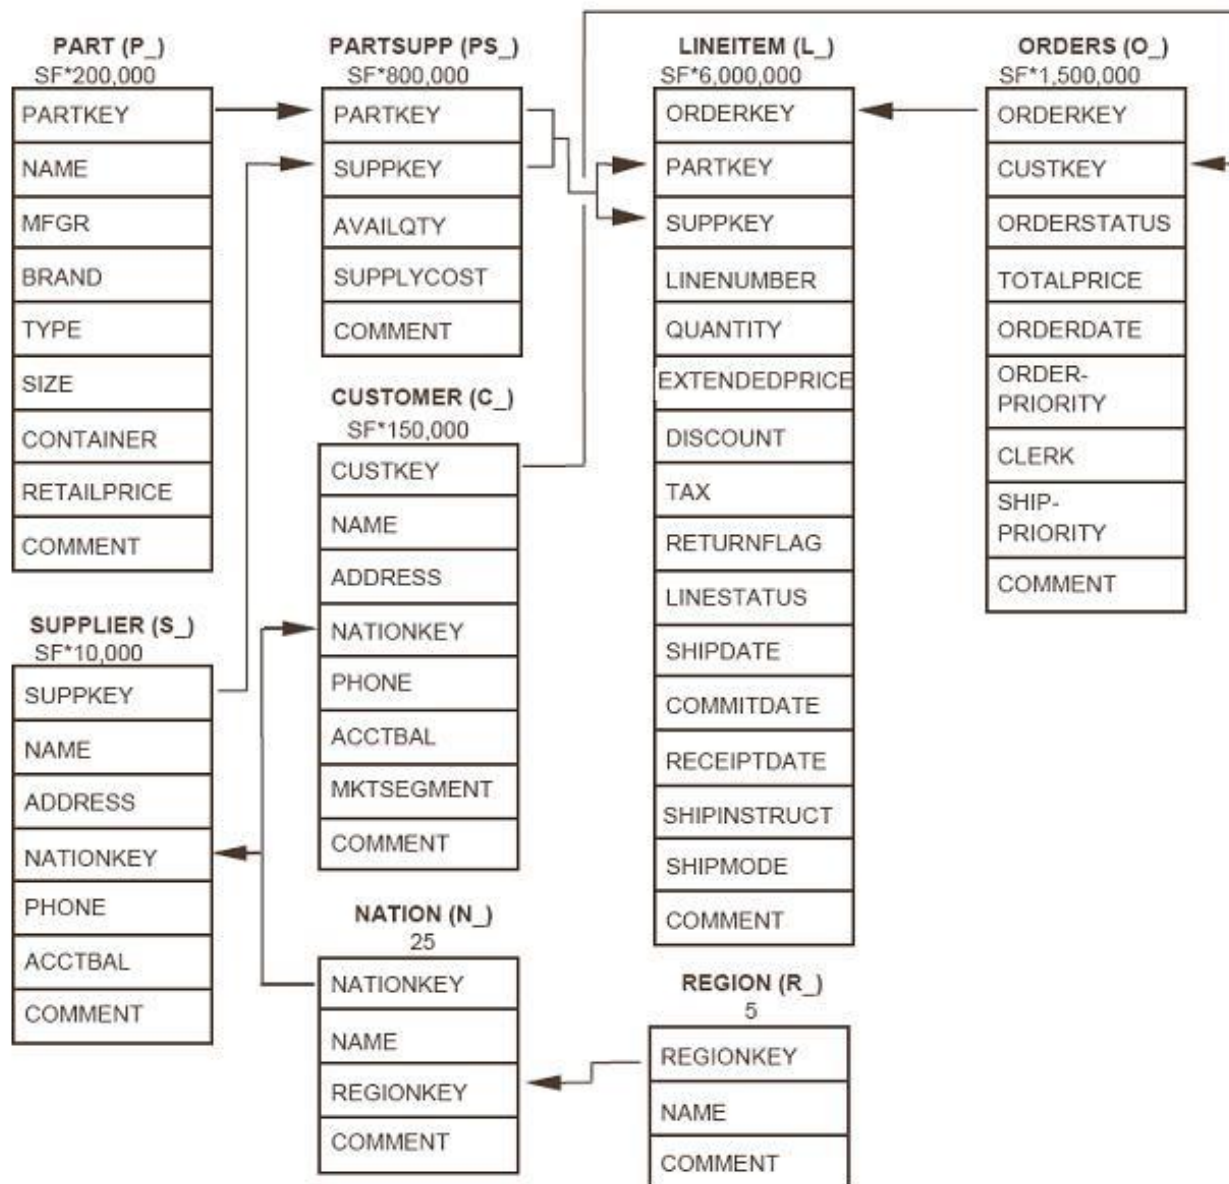 PART (P_)
SF*200,000
PARTKEY
NAME
MFGR
BRAND
TYPE
SIZE
CONTAINER
RETAILPRICE
COMMENT
SUPPLIER (S_)
SF*10,000
SUPPKEY
NAME
ADDRESS
NATIONKEY
PHONE
ACCTBAL
COMMENT
PARTSUPP (PS_)
SF*800,000
PARTKEY
SUPPKEY
AVAILQTY
SUPPLYCOST
COMMENT
CUSTOMER (C_)
SF*150,000
CUSTKEY
NAME
ADDRESS
NATIONKEY
PHONE
ACCTBAL
MKTSEGMENT
COMMENT
NATION (N_)
25
NATIONKEY
NAME
REGIONKEY
COMMENT
LINEITEM (L_)
SF*6,000,000
ORDERKEY
PARTKEY
SUPPKEY
LINENUMBER
QUANTITY
EXTENDEDPRICE
DISCOUNT
TAX
RETURNFLAG
LINESTATUS
SHIPDATE
COMMITDATE
RECEIPTDATE
SHIPINSTRUCT
SHIPMODE
COMMENT
REGION (R_)
5
REGIONKEY
NAME
COMMENT
ORDERS (O_)
SF*1,500,000
ORDERKEY
CUSTKEY
ORDERSTATUS
TOTALPRICE
ORDERDATE
ORDER-
PRIORITY
CLERK
SHIP-
PRIORITY
COMMENT